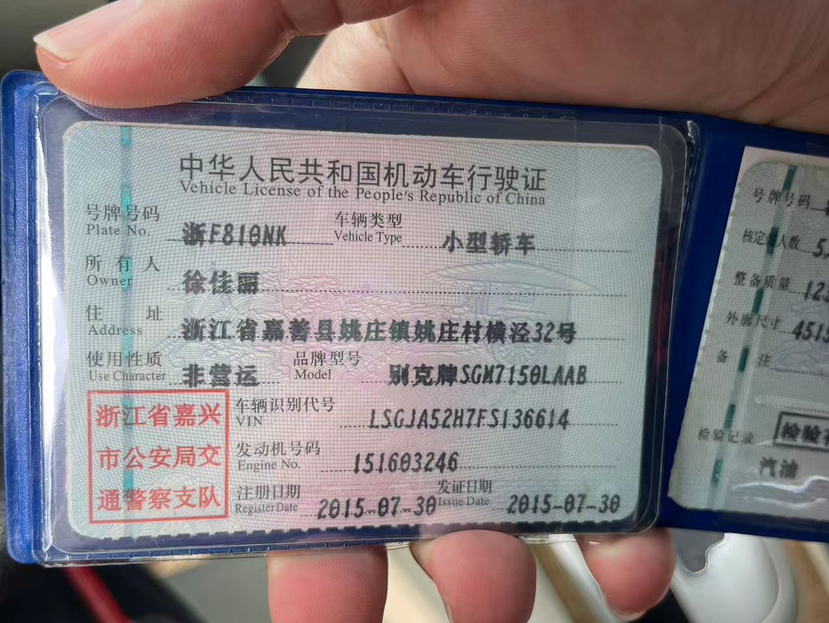 中华人民共和国机动车行驶证
Vehicle License of the People's Republic of China
号牌号码 浙F810NK 车辆类型 小型轿车
Plate No. Vehicle Type
所有人 徐佳丽
Owner
住址 浙江省嘉善县姚庄镇姚庄村横泾32号
Address
使用性质 非营运 品牌型号 别克牌SGM7150LAAB
Use Character Model
浙江省嘉兴
市公安局交
通警察支队
车辆识别代号 LSGJA52H7FS136614
VIN
发动机号码 151603246
Engine No.
注册日期 2015-07-30 发证日期 2015-07-30
Register Date Issue Date
号牌号码
核定 人数 5
整备质量 12
外廓尺寸 4515
备注
检验记录 检验
汽油